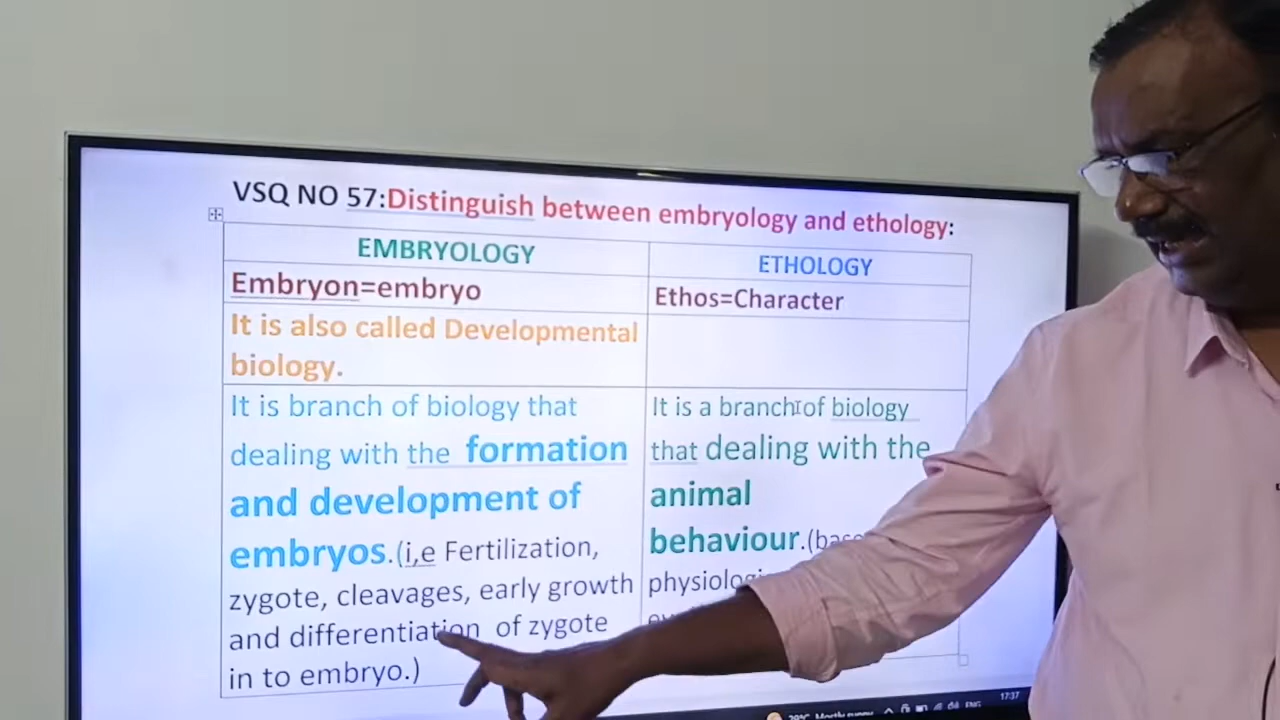 VSQ NO 57:Distinguish between embryology and ethology:
EMBRYOLOGY
ETHOLOGY
Embryon=embryo
Ethos=Character
It is also called Developmental
biology.
It is branch of biology that
dealing with the formation
and development of
embryos.(i,e Fertilization,
zygote, cleavages, early growth
and differentiation of zygote
in to embryo.)
It is a branch of biology
that dealing with the
animal
behaviour.
ENG
17:37